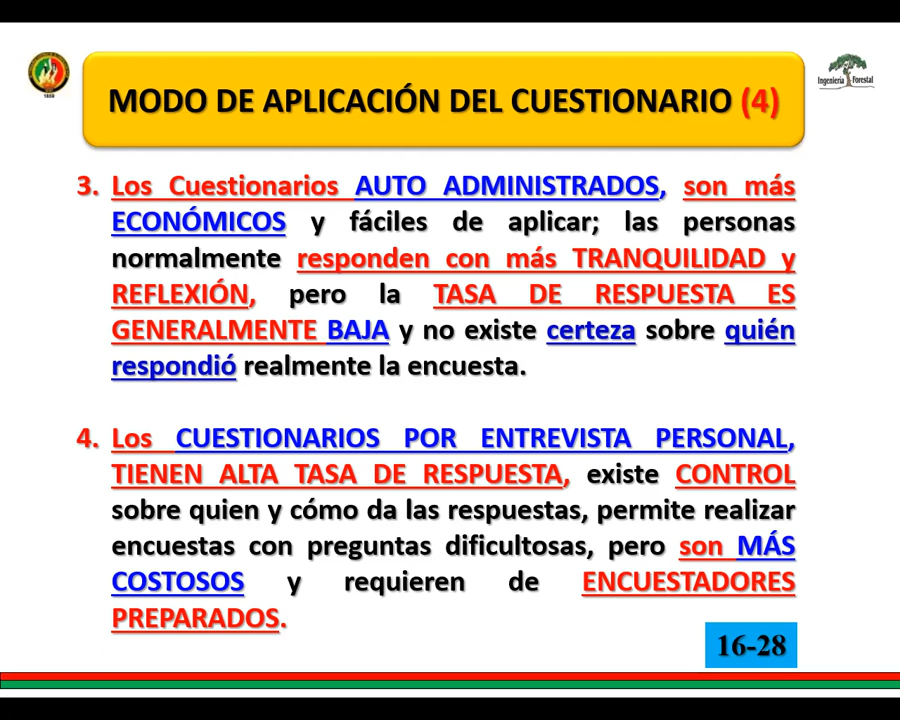 MODO DE APLICACIÓN DEL CUESTIONARIO (4)
Ingeniería Forestal
1859
3. Los Cuestionarios AUTO ADMINISTRADOS, son más
ECONÓMICOS y fáciles de aplicar; las personas
normalmente responden con más TRANQUILIDAD y
REFLEXIÓN, pero la TASA DE RESPUESTA ES
GENERALMENTE BAJA y no existe certeza sobre quién
respondió realmente la encuesta.
4. Los CUESTIONARIOS POR ENTREVISTA PERSONAL,
TIENEN ALTA TASA DE RESPUESTA, existe CONTROL
sobre quien y cómo da las respuestas, permite realizar
encuestas con preguntas dificultosas, pero son MÁS
COSTOSOS y requieren de ENCUESTADORES
PREPARADOS.
16-28